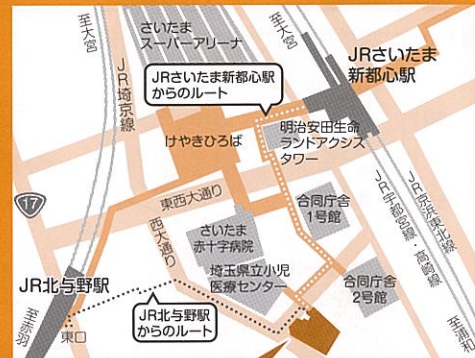 至大宮
さいたま
スーパーアリーナ
至大宮
JRさいたま
新都心駅
JR埼京線
JRさいたま新都心駅
からのルート
けやきひろば
明治安田生命
ランドアクシス
タワー
17
東西大通り
西大通り
さいたま
赤十字病院
合同庁舎
1号館
JR宇都宮線・高崎線
JR京浜東北線
埼玉県立小児
医療センター
合同庁舎
2号館
JR北与野駅
JR北与野駅
からのルート
至赤羽
東口
至浦和